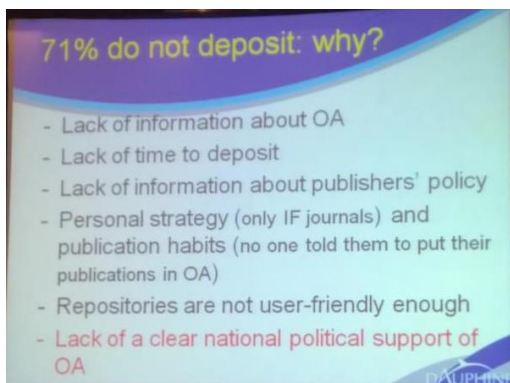 71% do not deposit: why?
- Lack of information about OA
- Lack of time to deposit
- Lack of information about publishers' policy
- Personal strategy (only IF journals) and
publication habits (no one told them to put their
publications in OA)
- Repositories are not user-friendly enough
- Lack of a clear national political support of
OA
DAUPHINE